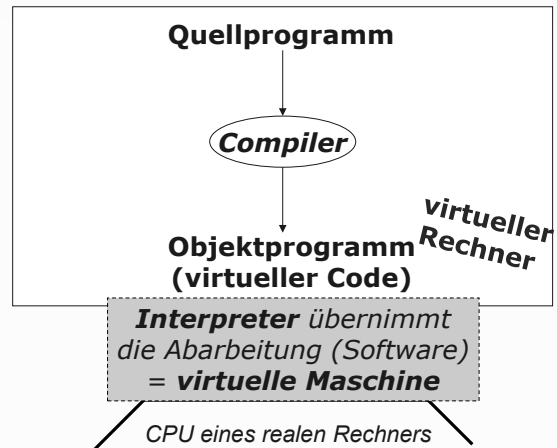 Quellprogramm
Compiler
virtueller
Rechner
Objektprogramm
(virtueller Code)
Interpreter übernimmt
die Abarbeitung (Software)
= virtuelle Maschine
CPU eines realen Rechners